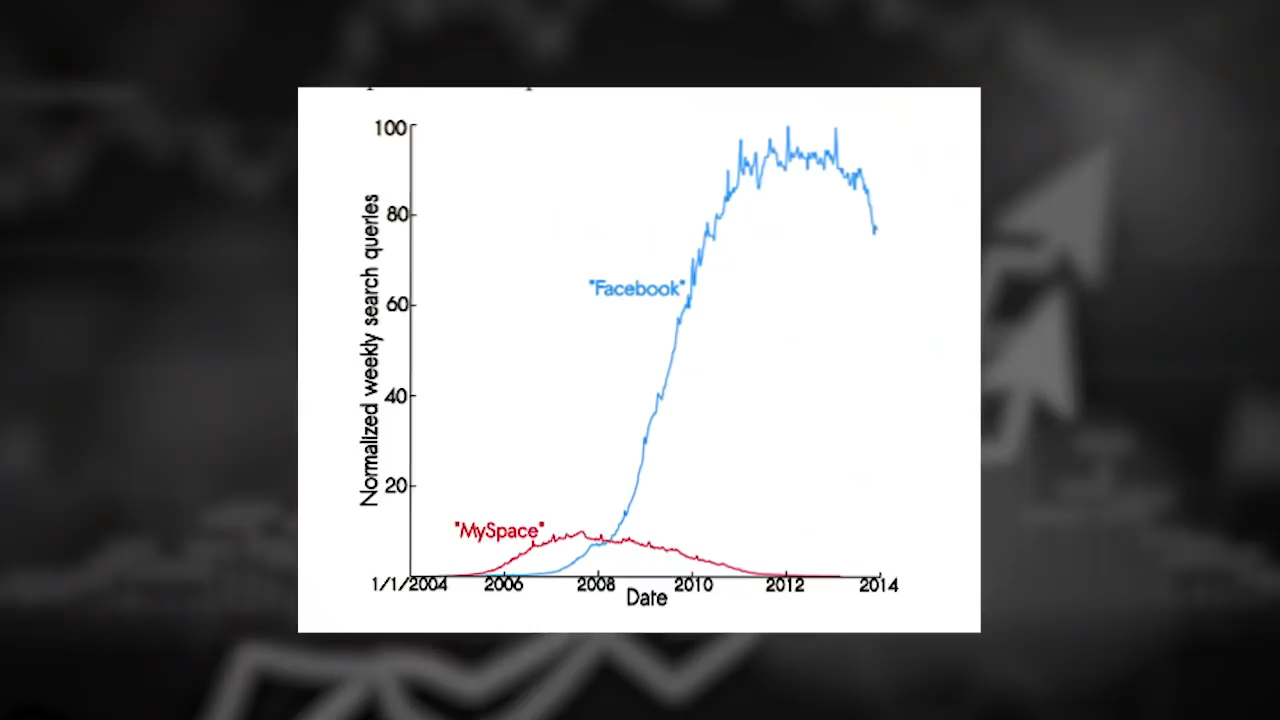 100
80
60
40
20
Normalized weekly search queries
"Facebook"
"MySpace"
1/1/2004 2006 2008 2010 2012 2014
Date